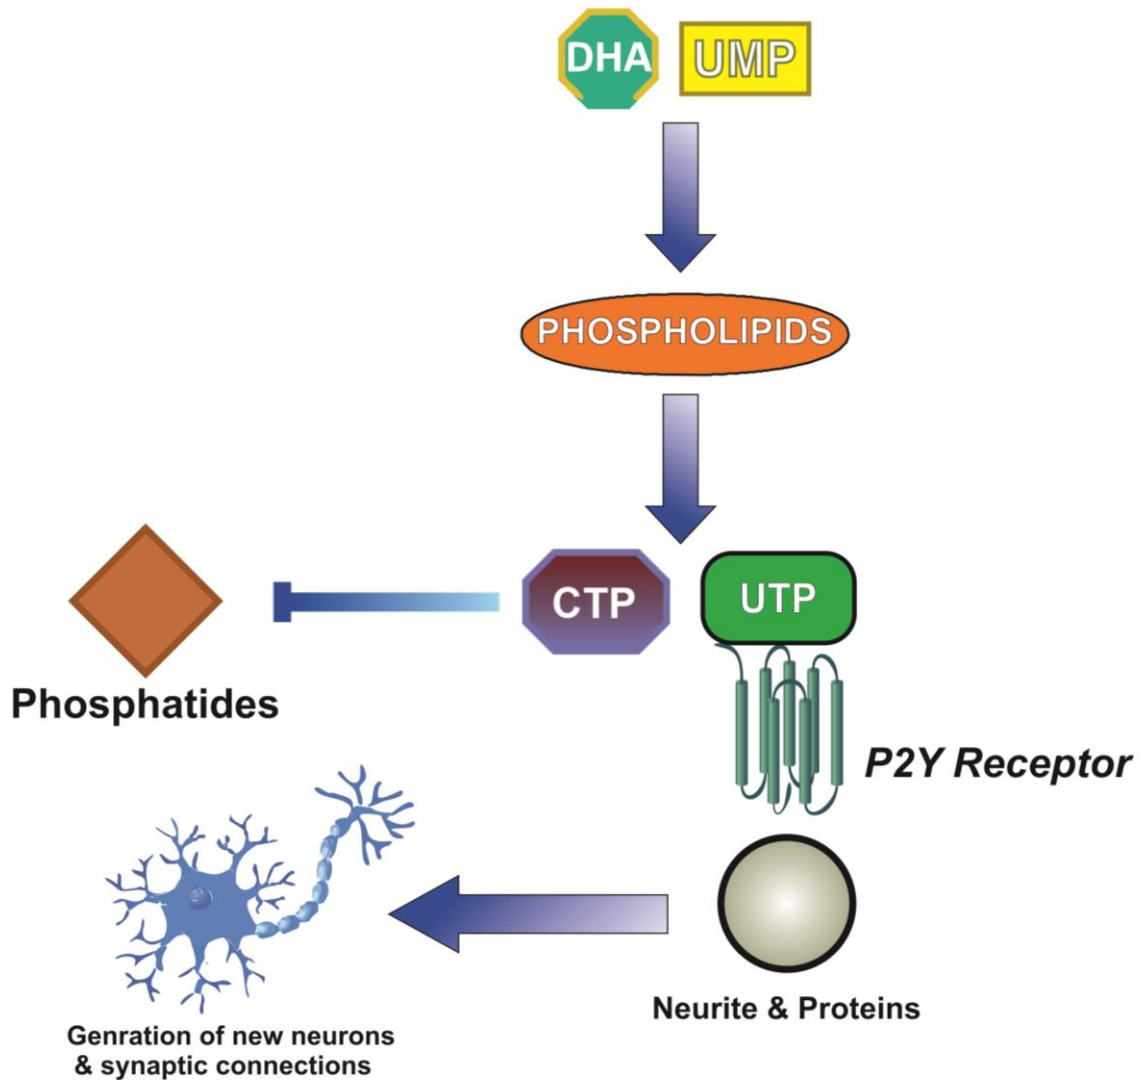 DHA
UMP
PHOSPHOLIPIDS
CTP
UTP
Phosphatides
P2Y Receptor
Neurite & Proteins
Genration of new neurons
& synaptic connections